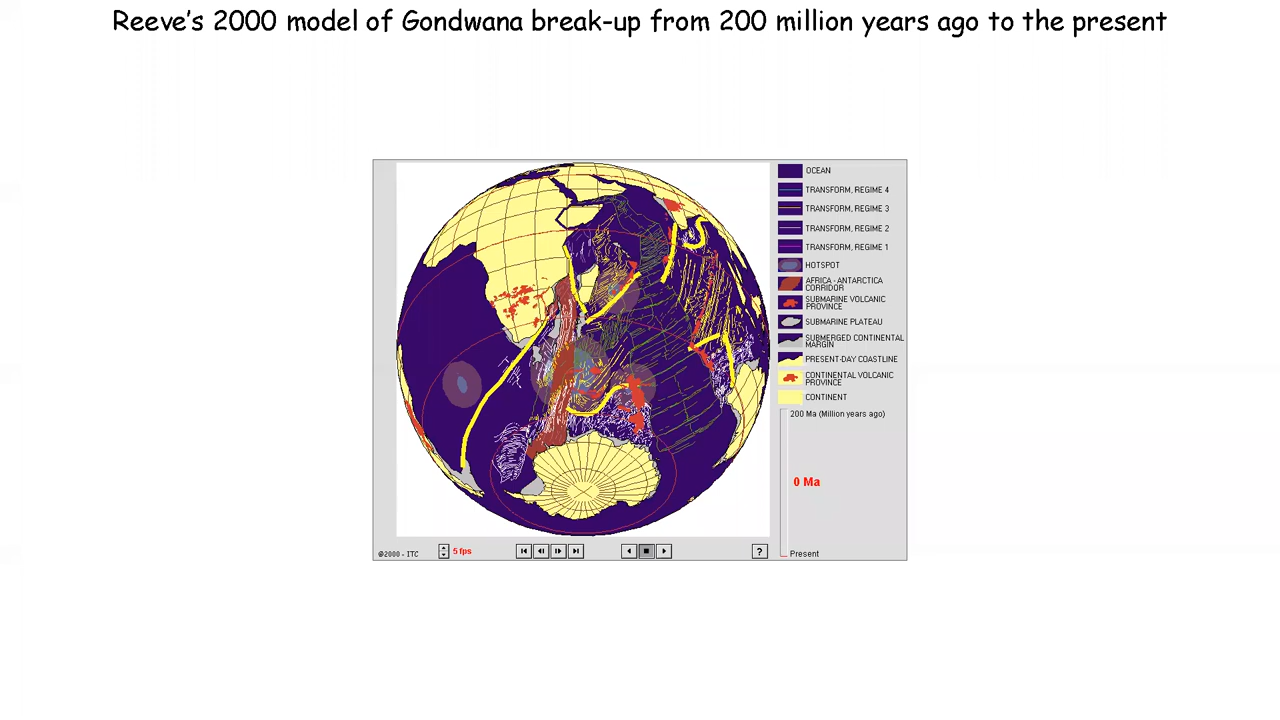 Reeve's 2000 model of Gondwana break-up from 200 million years ago to the present
OCEAN
TRANSFORM, REGIME 4
TRANSFORM, REGIME 3
TRANSFORM, REGIME 2
TRANSFORM, REGIME 1
HOTSPOT
AFRICA - ANTARCTICA
CORRIDOR
SUBMARINE VOLCANIC
PROVINCE
SUBMARINE PLATEAU
SUBMERGED CONTINENTAL
MARGIN
PRESENT-DAY COASTLINE
CONTINENTAL VOLCANIC
PROVINCE
CONTINENT
200 Ma (Million years ago)
0 Ma
Present
@2000 - ITC
5 fps
?